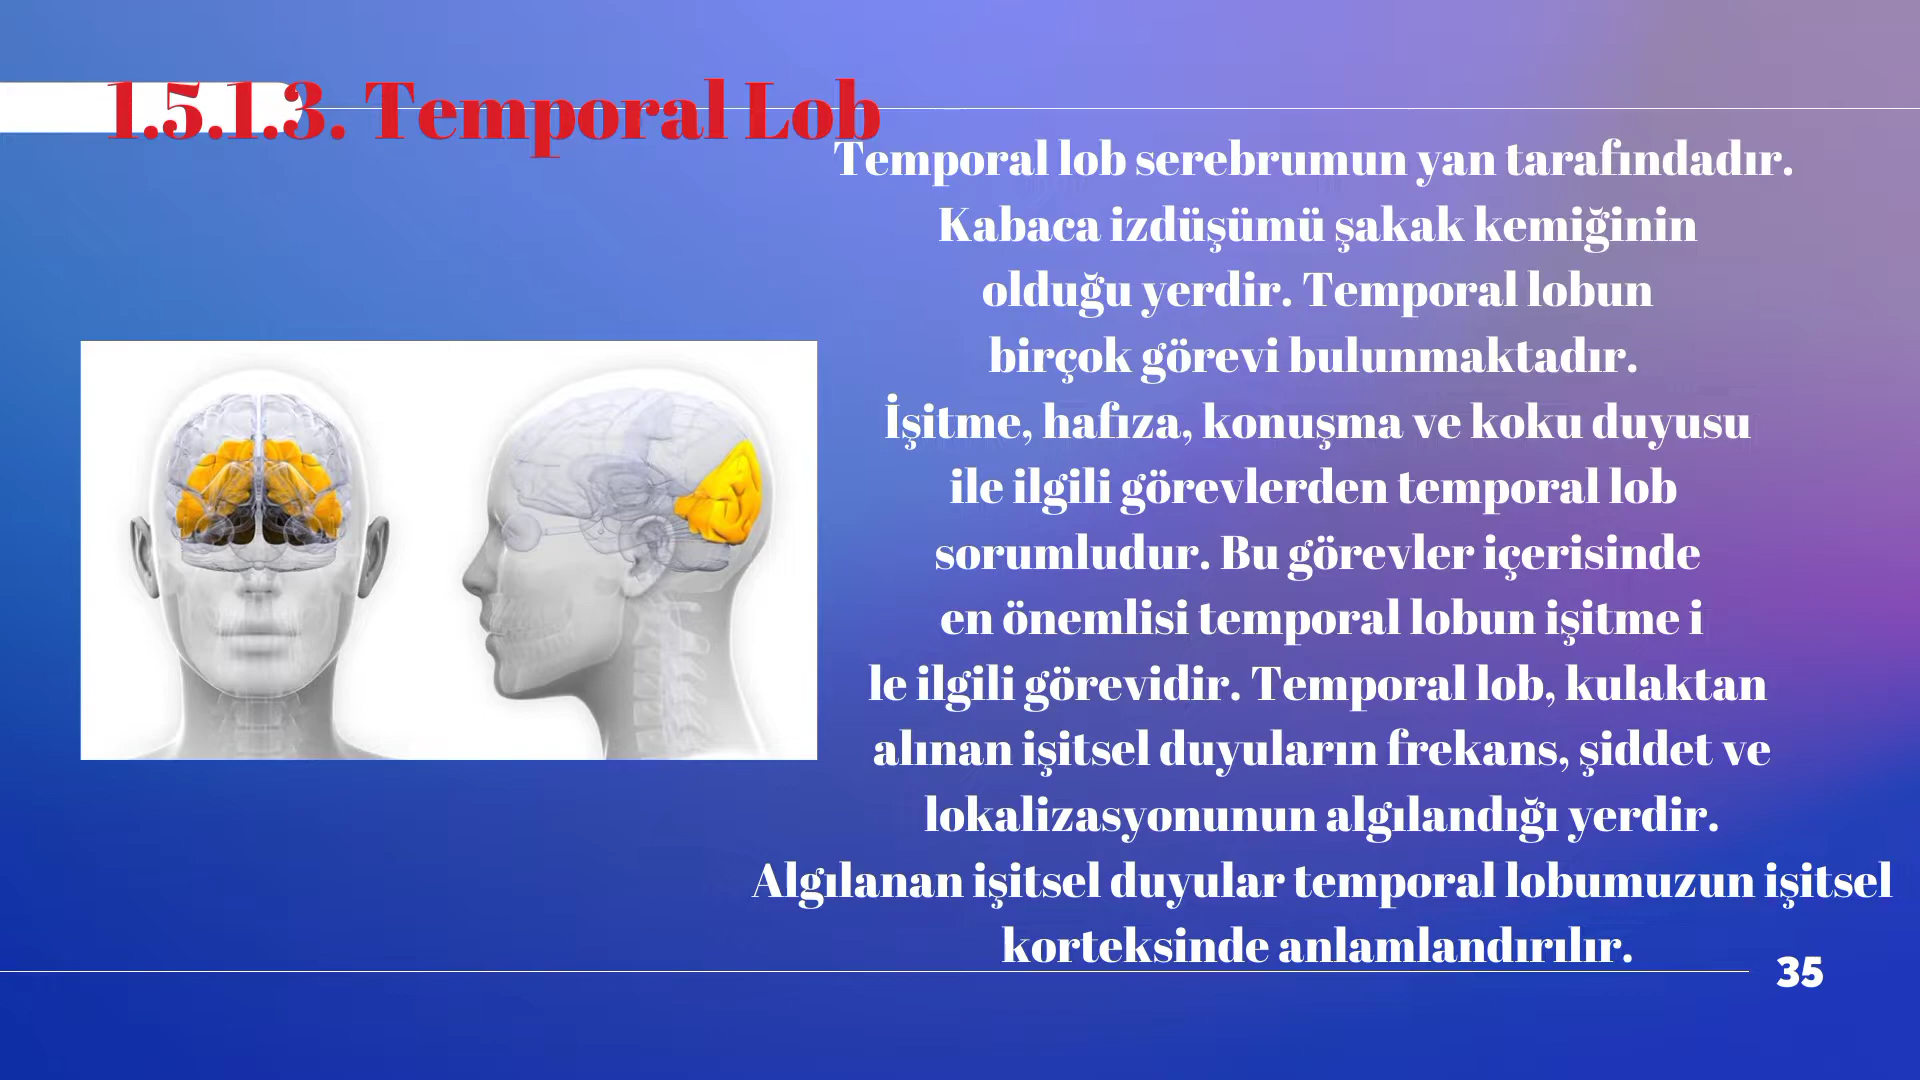 1.5.1.3. Temporal Lob
Temporal lob serebrumun yan tarafındadır.
Kabaca izdüşümü şakak kemiğinin
olduğu yerdir. Temporal lobun
birçok görevi bulunmaktadır.
İşitme, hafıza, konuşma ve koku duyusu
ile ilgili görevlerden temporal lob
sorumludur. Bu görevler içerisinde
en önemlisi temporal lobun işitme i
le ilgili görevidir. Temporal lob, kulaktan
alınan işitsel duyuların frekans, şiddet ve
lokalizasyonunun algılandığı yerdir.
Algılanan işitsel duyular temporal lobumuzun işitsel
korteksinde anlamlandırılır.
35